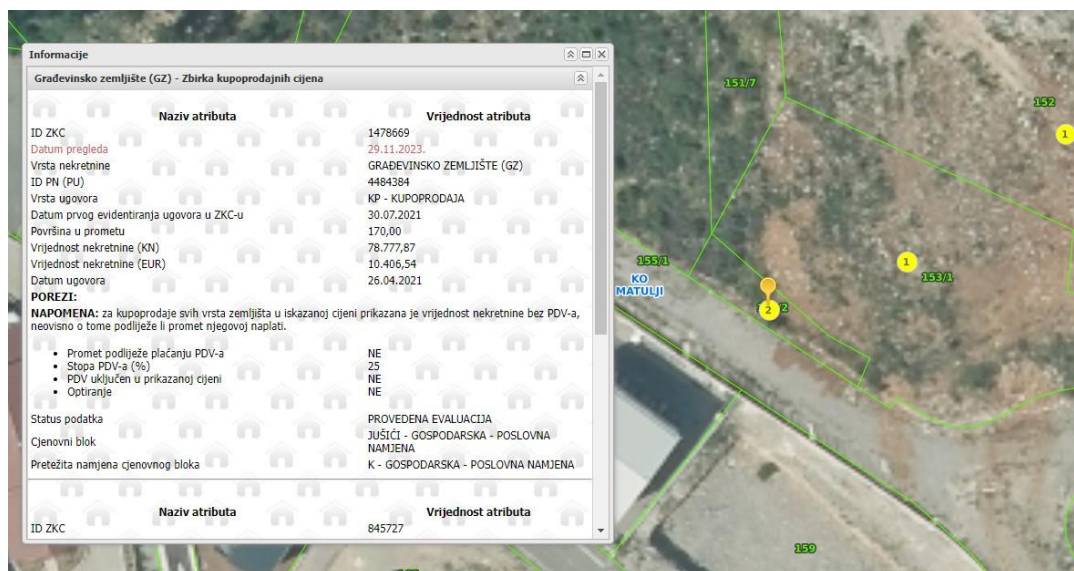 Informacije
Građevinsko zemljište (GZ) - Zbirka kupoprodajnih cijena
Naziv atributa Vrijednost atributa
ID ZKC 1478669
Datum pregleda 29.11.2023.
Vrsta nekretnine GRAĐEVINSKO ZEMLJIŠTE (GZ)
ID PN (PU) 4484384
Vrsta ugovora KP - KUPOPRODAJA
Datum prvog evidentiranja ugovora u ZKC-u 30.07.2021
Površina u prometu 170,00
Vrijednost nekretnine (KN) 78.777,87
Vrijednost nekretnine (EUR) 10.406,54
Datum ugovora 26.04.2021
POREZI:
NAPOMENA: za kupoprodaje svih vrsta zemljišta u iskazanoj cijeni prikazana je vrijednost nekretnine bez PDV-a,
neovisno o tome podliježe li promet njegovoj naplati.
• Promet podliježe plaćanju PDV-a NE
• Stopa PDV-a (%) 25
• PDV uključen u prikazanoj cijeni NE
• Optiranje NE
Status podatka PROVEDENA EVALUACIJA
Cjenovni blok JUŠIĆI - GOSPODARSKA - POSLOVNA
NAMJENA
Pretežita namjena cjenovnog bloka K - GOSPODARSKA - POSLOVNA NAMJENA
Naziv atributa Vrijednost atributa
ID ZKC 845727
151/7
152
1
155/1
KO
MATULJI
1
153/1
2
159